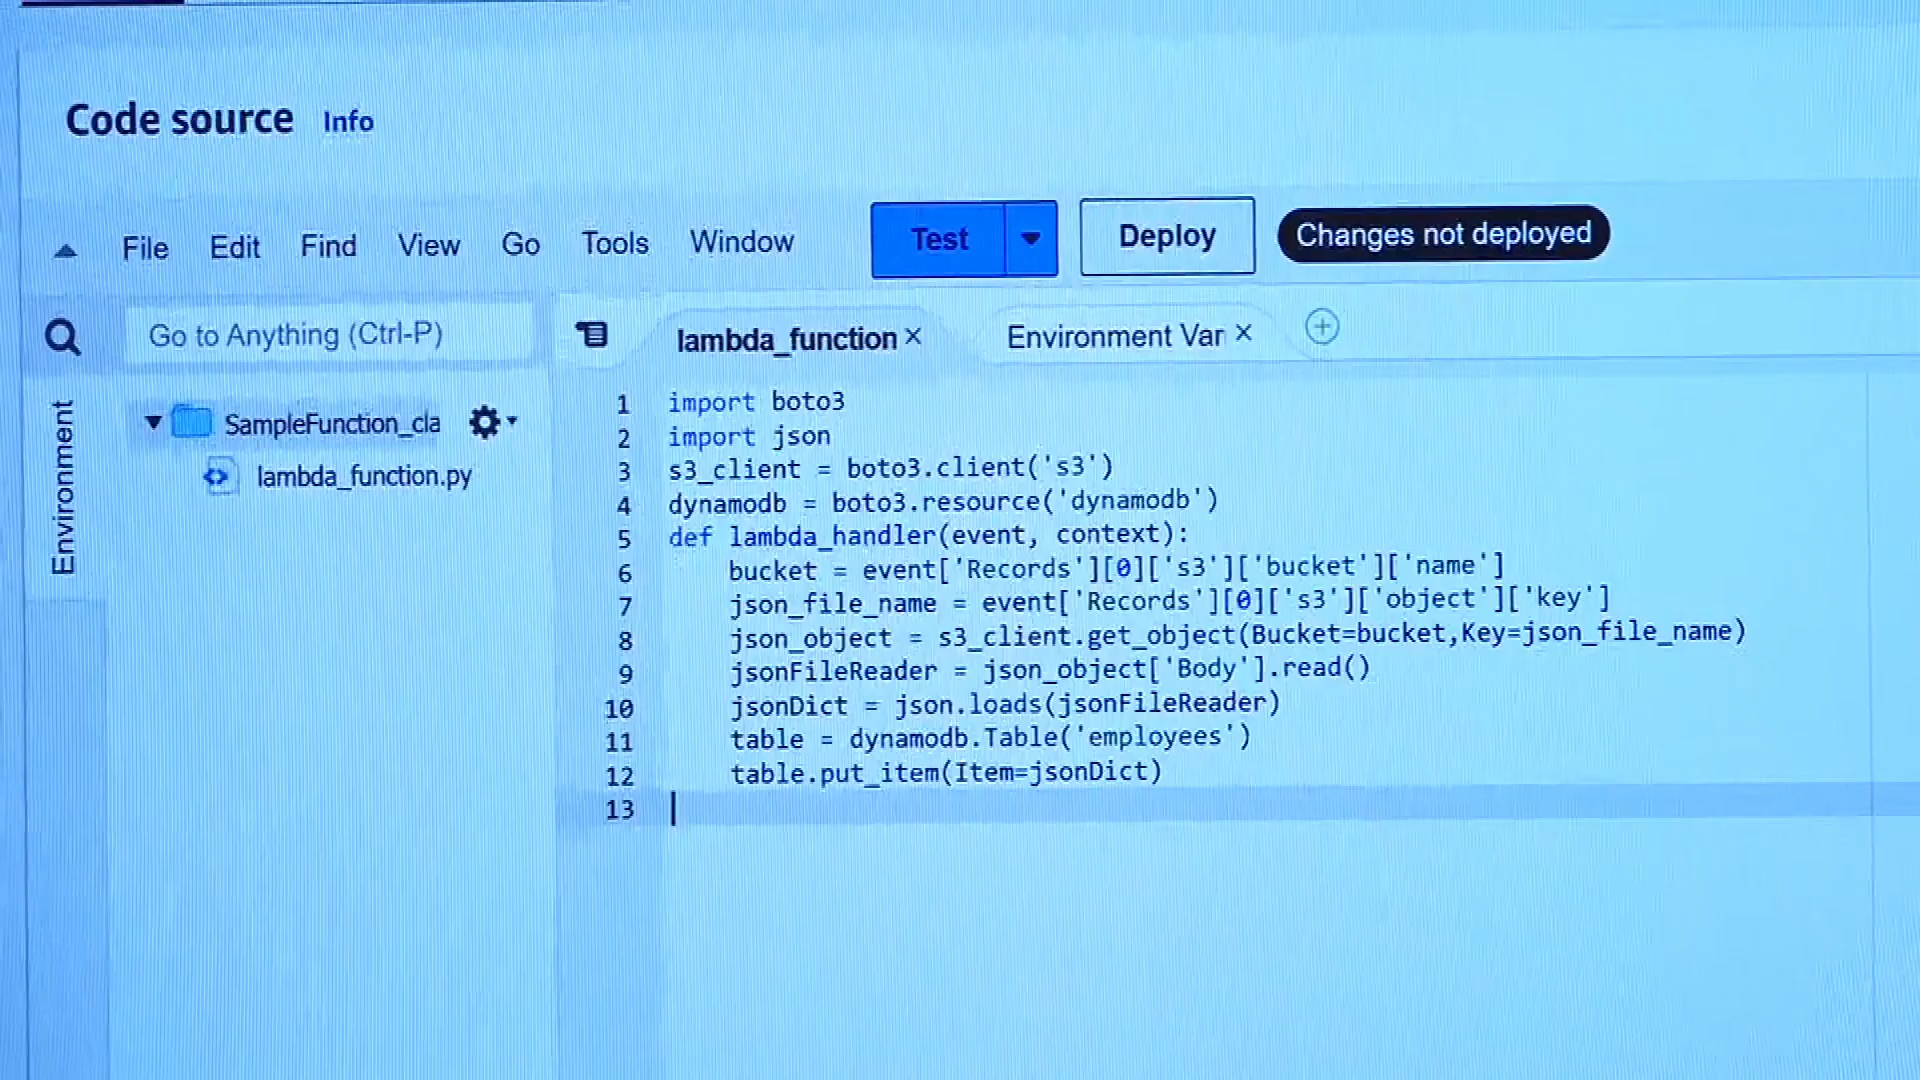 Code source Info
File Edit Find View Go Tools Window Test Deploy Changes not deployed
Go to Anything (Ctrl-P)
lambda_function × Environment Var ×
Environment
SampleFunction_cla
lambda_function.py
1 import boto3
2 import json
3 s3_client = boto3.client('s3')
4 dynamodb = boto3.resource('dynamodb')
5 def lambda_handler(event, context):
6     bucket = event['Records'][0]['s3']['bucket']['name']
7     json_file_name = event['Records'][0]['s3']['object']['key']
8     json_object = s3_client.get_object(Bucket=bucket,Key=json_file_name)
9     jsonFileReader = json_object['Body'].read()
10     jsonDict = json.loads(jsonFileReader)
11     table = dynamodb.Table('employees')
12     table.put_item(Item=jsonDict)
13